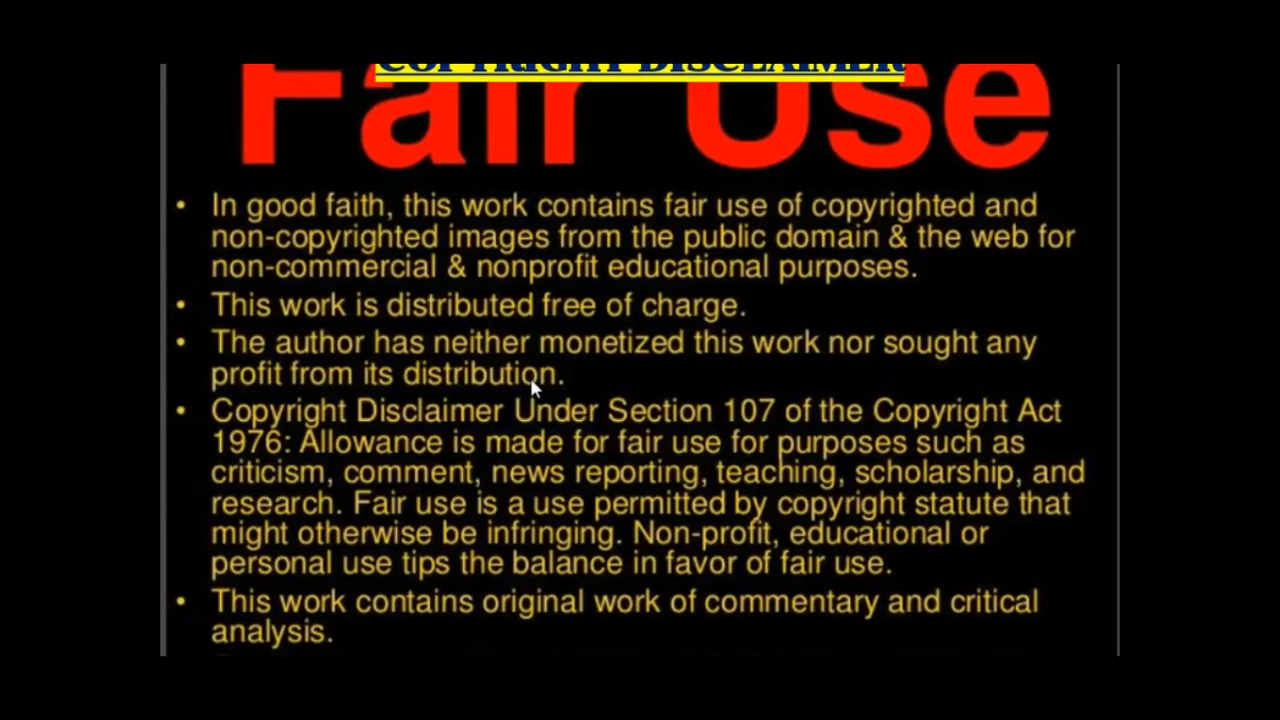 COPYRIGHT DISCLAIMER
Fair Use
• In good faith, this work contains fair use of copyrighted and
non-copyrighted images from the public domain & the web for
non-commercial & nonprofit educational purposes.
• This work is distributed free of charge.
• The author has neither monetized this work nor sought any
profit from its distribution.
• Copyright Disclaimer Under Section 107 of the Copyright Act
1976: Allowance is made for fair use for purposes such as
criticism, comment, news reporting, teaching, scholarship, and
research. Fair use is a use permitted by copyright statute that
might otherwise be infringing. Non-profit, educational or
personal use tips the balance in favor of fair use.
• This work contains original work of commentary and critical
analysis.